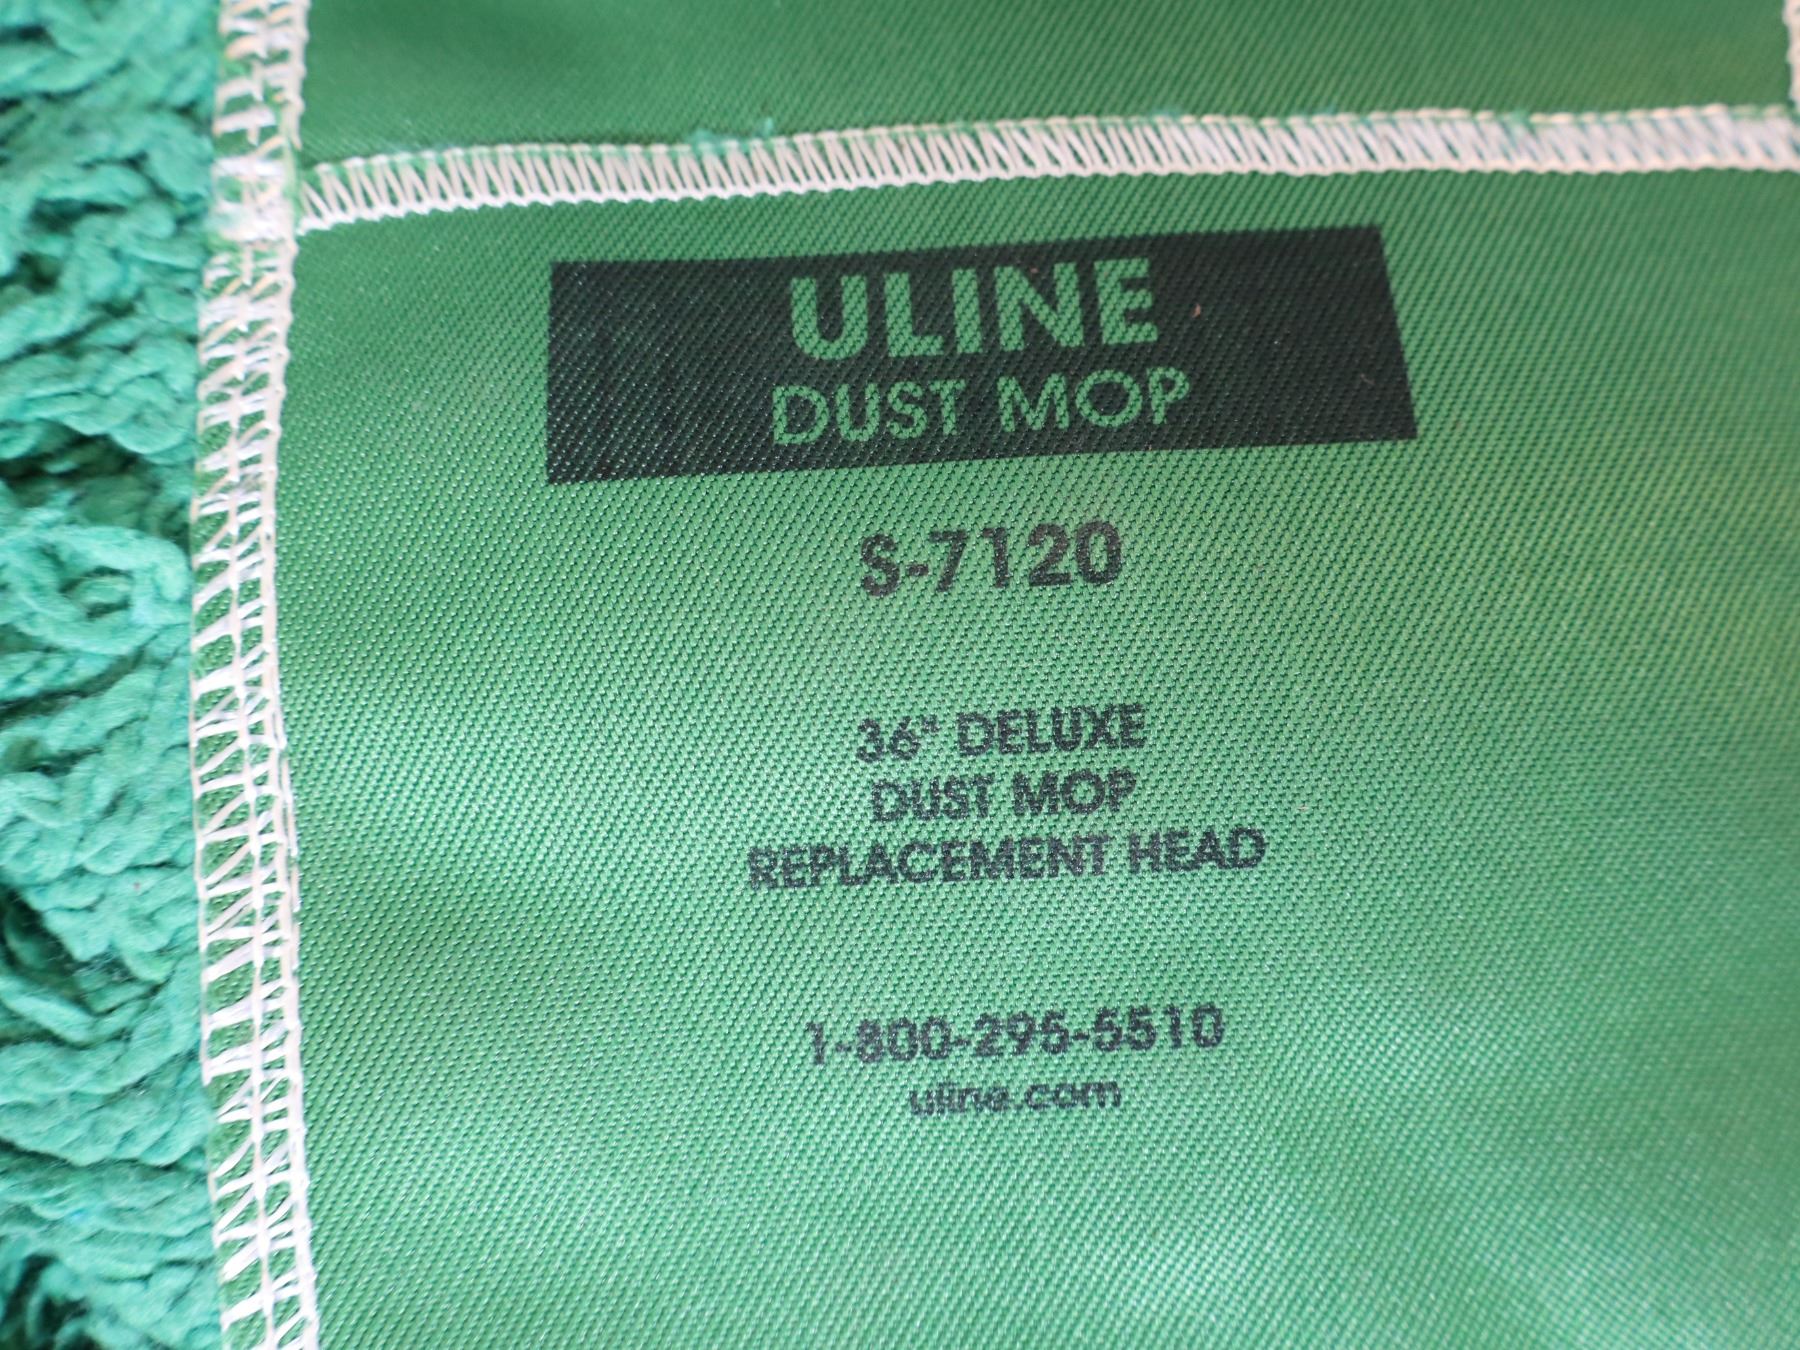 ULINE
DUST MOP
S-7120
36" DELUXE
DUST MOP
REPLACEMENT HEAD
1-800-295-5510
uline.com